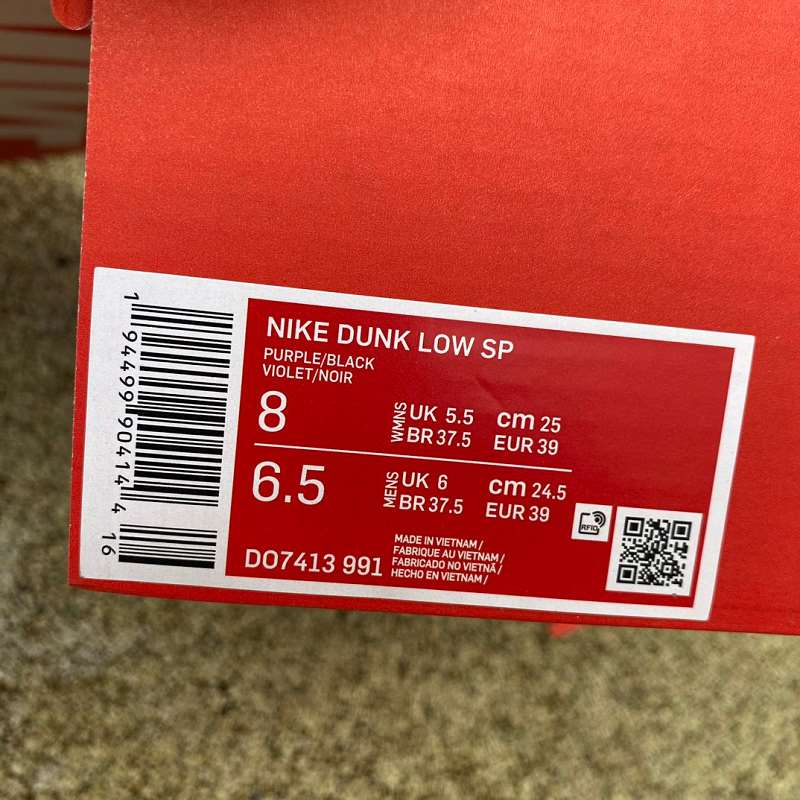 NIKE DUNK LOW SP
PURPLE/BLACK
VIOLET/NOIR
8
WMNS
UK 5.5 cm 25
BR 37.5 EUR 39
6.5
MENS
UK 6 cm 24.5
BR 37.5 EUR 39
DO7413 991
MADE IN VIETNAM /
FABRIQUE AU VIETNAM /
FABRICADO NO VIETNÃ /
HECHO EN VIETNAM /
RFID
1 94499 90414 4
16